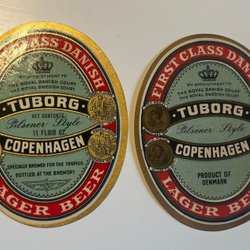 FIRST CLASS DANISH
BY APPOINTMENT TO
THE ROYAL DANISH COURT
THE ROYAL SWEDISH COURT
TUBORG
NET CONTENTS
Pilsener Style
11 FLUID OZ.
COPENHAGEN
SPECIALLY BREWED FOR THE TROPICS
BOTTLED AT THE BREWERY
LAGER BEER
FIRST CLASS DANISH
BY APPOINTMENT TO
THE ROYAL DANISH COURT
THE ROYAL SWEDISH COURT
TUBORG
Pilsener Style
COPENHAGEN
PRODUCT OF
DENMARK
LAGER BEER